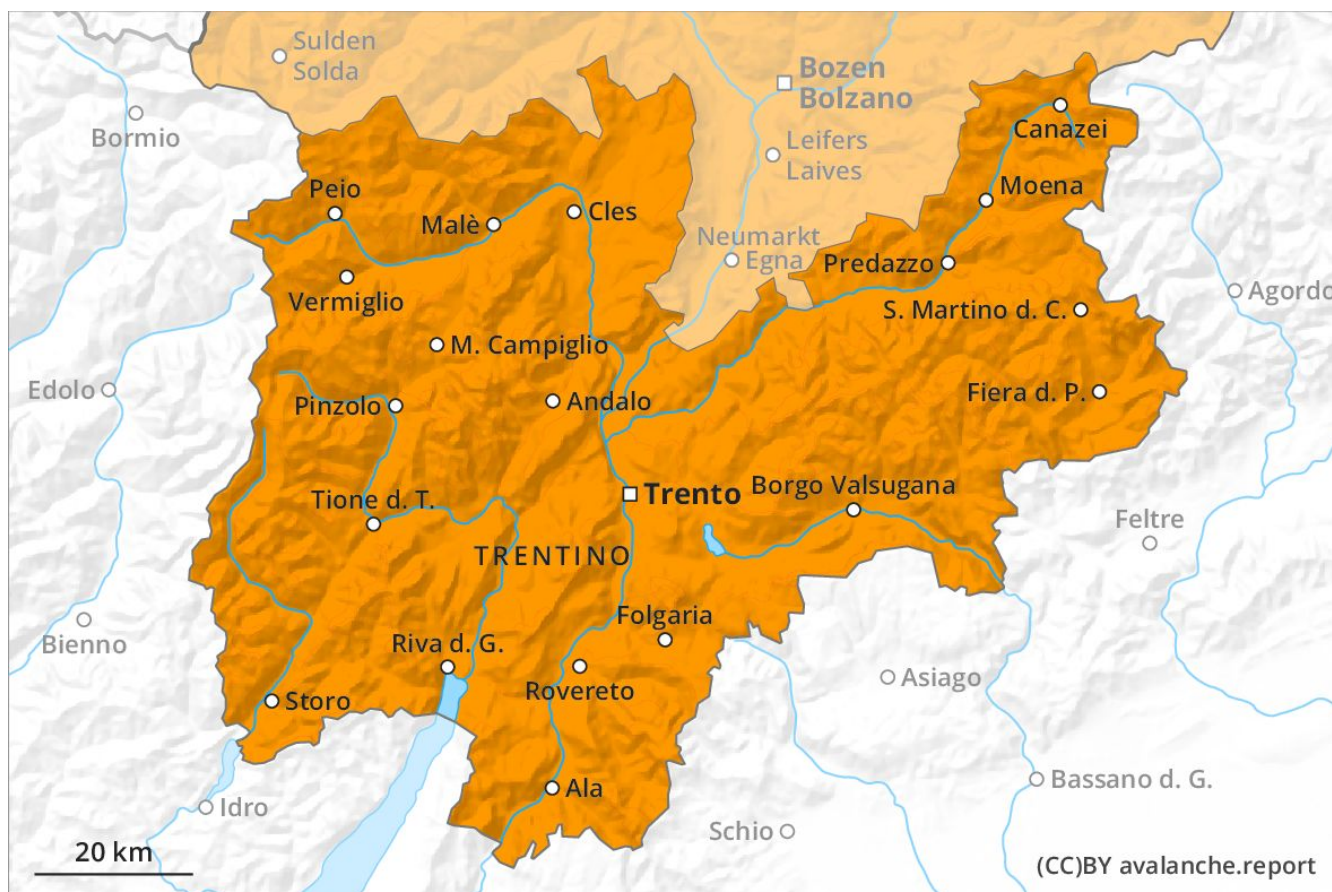 Sulden
Solda
Bozen
Bolzano
Bormio
Canazei
Leifers
Laives
Peio
Moena
Malè
Cles
Neumarkt
Egna
Predazzo
Vermiglio
Agordo
S. Martino d. C.
M. Campiglio
Edolo
Pinzolo
Andalo
Fiera d. P.
Trento
Borgo Valsugana
Tione d. T.
Feltre
TRENTINO
Folgaria
Bienno
Riva d. G.
Asiago
Rovereto
Storo
Bassano d. G.
Ala
Idro
Schio
20 km
(CC)BY avalanche.report